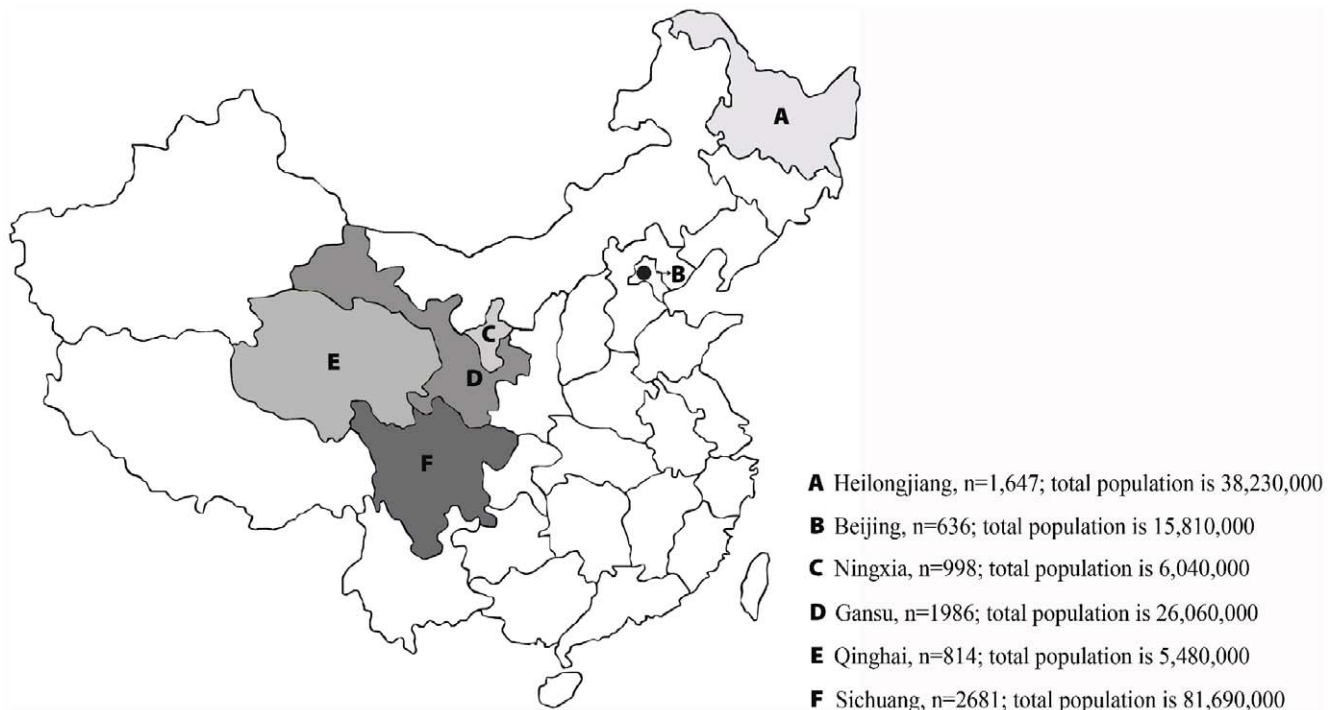 A
B
C
E
D
F
A Heilongjiang, n=1,647; total population is 38,230,000
B Beijing, n=636; total population is 15,810,000
C Ningxia, n=998; total population is 6,040,000
D Gansu, n=1986; total population is 26,060,000
E Qinghai, n=814; total population is 5,480,000
F Sichuang, n=2681; total population is 81,690,000